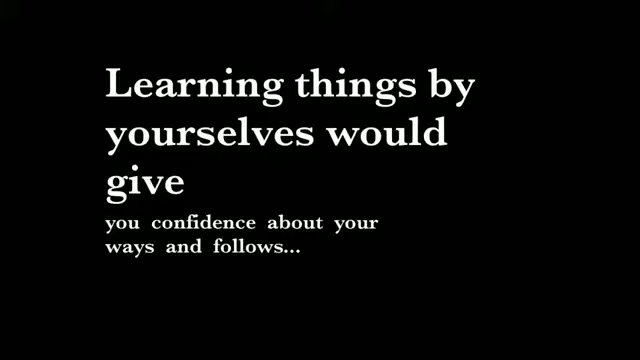 Learning things by
yourselves would
give
you confidence about your
ways and follows...